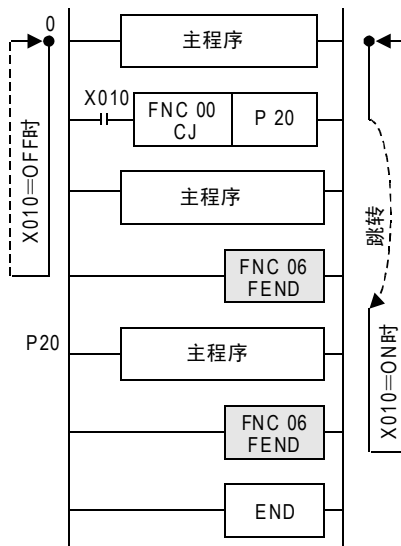 0
主程序
X010
FNC 00
CJ
P 20
主程序
FNC 06
FEND
P20
主程序
FNC 06
FEND
END
X010=OFF时
跳转
X010=ON时